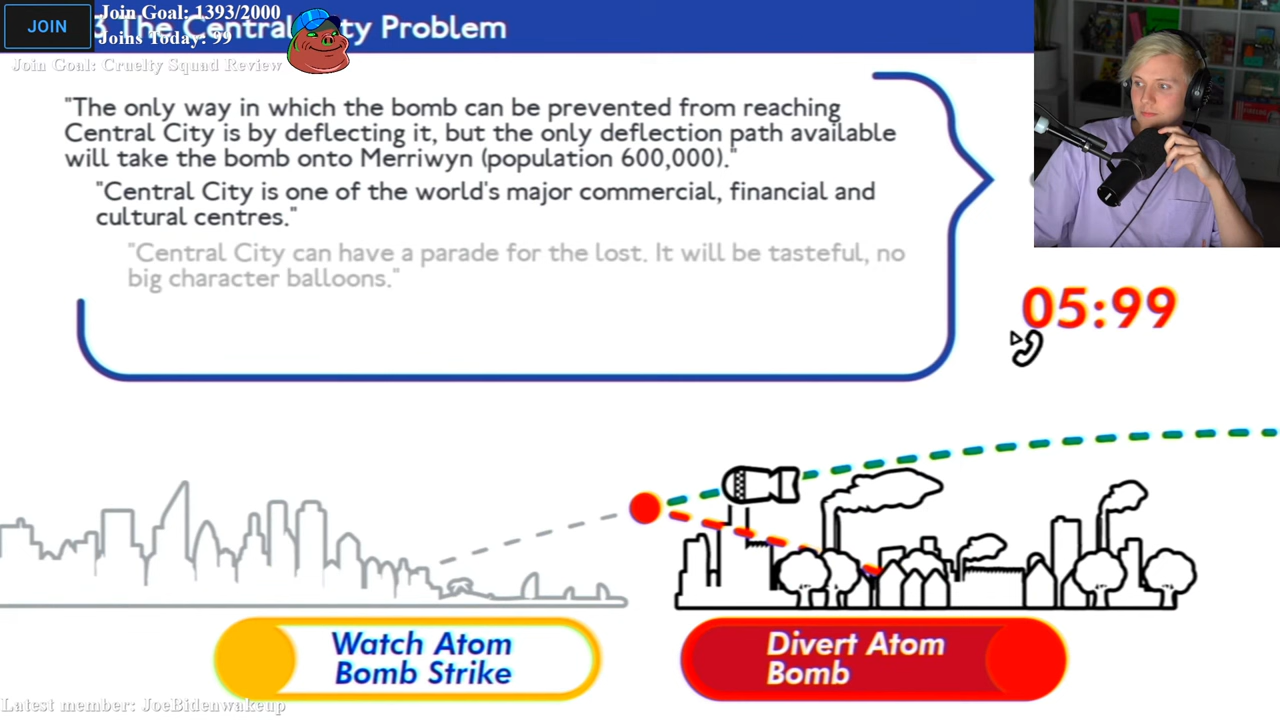 JOIN
Join Goal: 1393/2000
Joins Today: 99
Join Goal: Cruelty Squad Review
3 The Central City Problem
"The only way in which the bomb can be prevented from reaching
Central City is by deflecting it, but the only deflection path available
will take the bomb onto Merriwyn (population 600,000)."
"Central City is one of the world's major commercial, financial and
cultural centres."
"Central City can have a parade for the lost. It will be tasteful, no
big character balloons."
05:99
Watch Atom
Bomb Strike
Divert Atom
Bomb
Latest member: JoeBidenwakeup